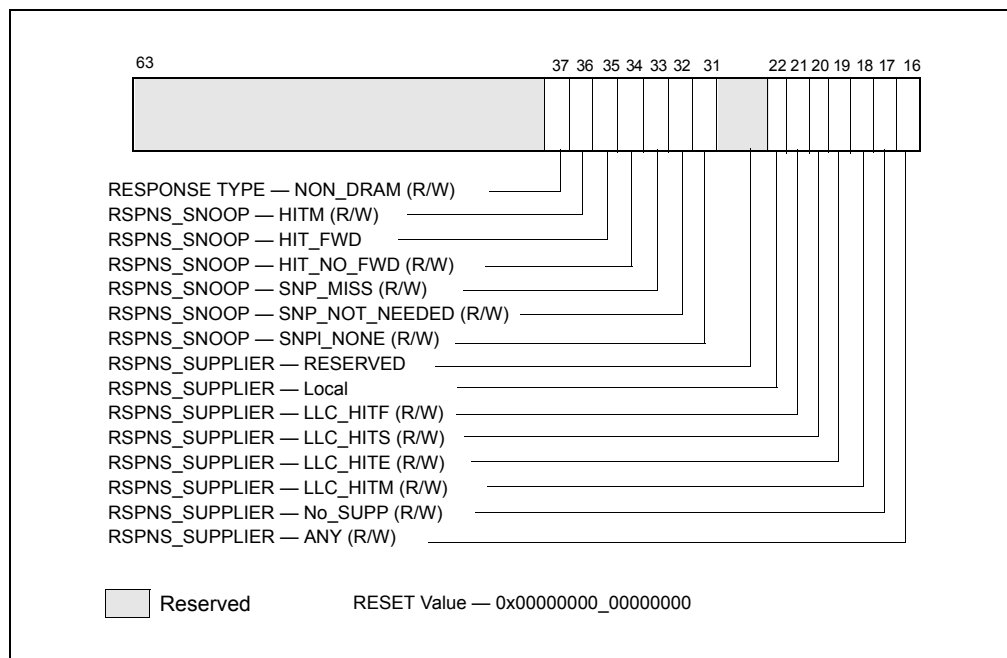 63 37 36 35 34 33 32 31 22 21 20 19 18 17 16
RESPONSE TYPE — NON_DRAM (R/W)
RSPNS_SNOOP — HITM (R/W)
RSPNS_SNOOP — HIT_FWD
RSPNS_SNOOP — HIT_NO_FWD (R/W)
RSPNS_SNOOP — SNP_MISS (R/W)
RSPNS_SNOOP — SNP_NOT_NEEDED (R/W)
RSPNS_SNOOP — SNPI_NONE (R/W)
RSPNS_SUPPLIER — RESERVED
RSPNS_SUPPLIER — Local
RSPNS_SUPPLIER — LLC_HITF (R/W)
RSPNS_SUPPLIER — LLC_HITS (R/W)
RSPNS_SUPPLIER — LLC_HITE (R/W)
RSPNS_SUPPLIER — LLC_HITM (R/W)
RSPNS_SUPPLIER — No_SUPP (R/W)
RSPNS_SUPPLIER — ANY (R/W)
Reserved RESET Value — 0x00000000_00000000